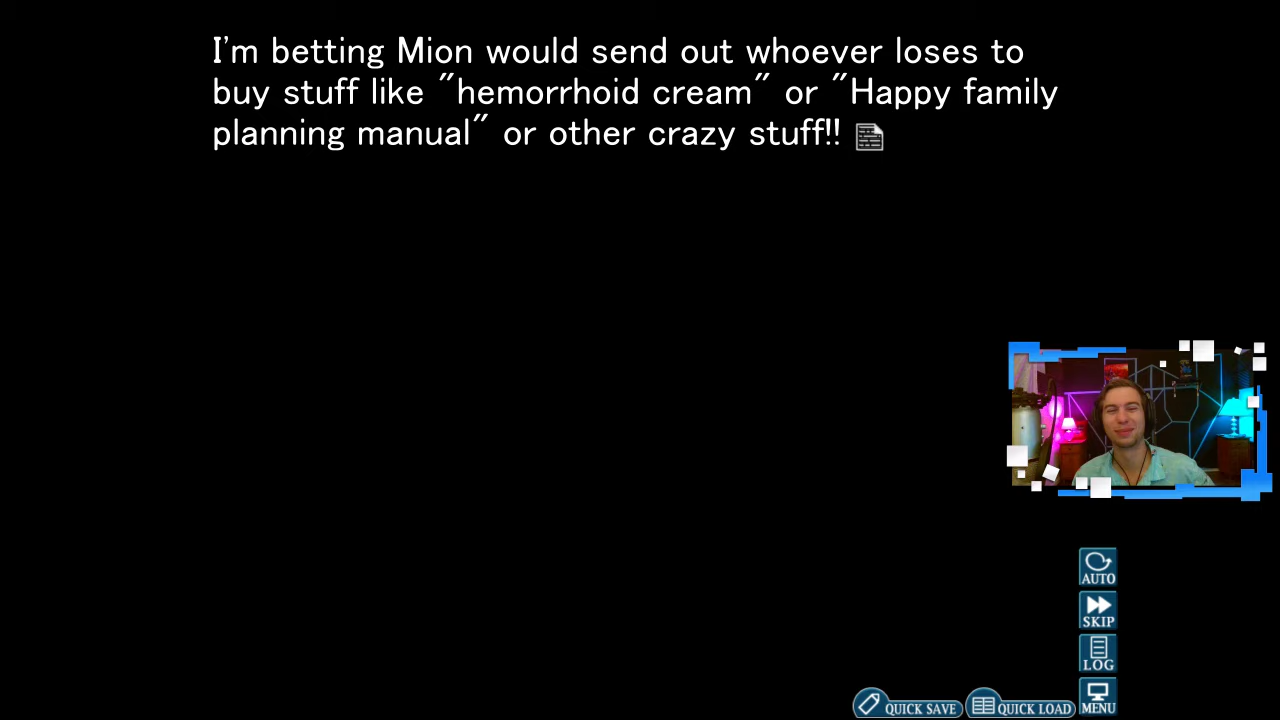 I'm betting Mion would send out whoever loses to
buy stuff like "hemorrhoid cream" or "Happy family
planning manual" or other crazy stuff!!
AUTO
SKIP
LOG
QUICK SAVE
QUICK LOAD
MENU